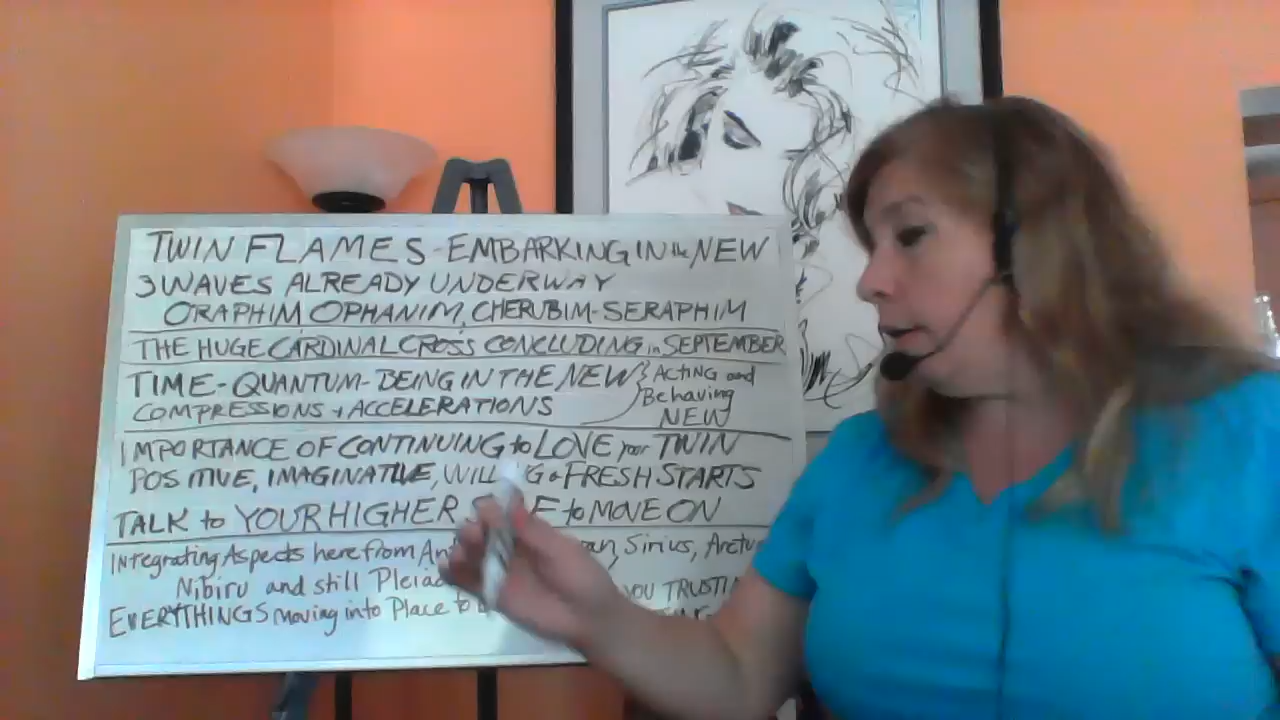 TWIN FLAMES - EMBARKING IN the NEW
3 WAVES ALREADY UNDERWAY
ORAPHIM OPHANIM, CHERUBIM-SERAPHIM
THE HUGE CARDINAL CROSS CONCLUDING in SEPTEMBER
TIME - QUANTUM - BEING IN THE NEW
COMPRESSIONS + ACCELERATIONS
ACTING and
Behaving
NEW
IMPORTANCE OF CONTINUING to LOVE your TWIN
POSITIVE, IMAGINATIVE, & FRESH STARTS
TALK to YOUR HIGHER to MOVE ON
Integrating Aspects here from Sirius,
Nibiru and still YOU
EVERYTHINGS moving into Place to